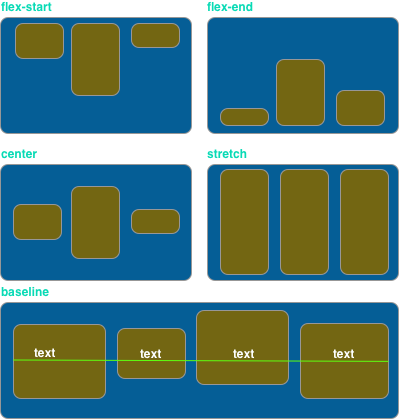 flex-start
flex-end
center
stretch
baseline
text text text text